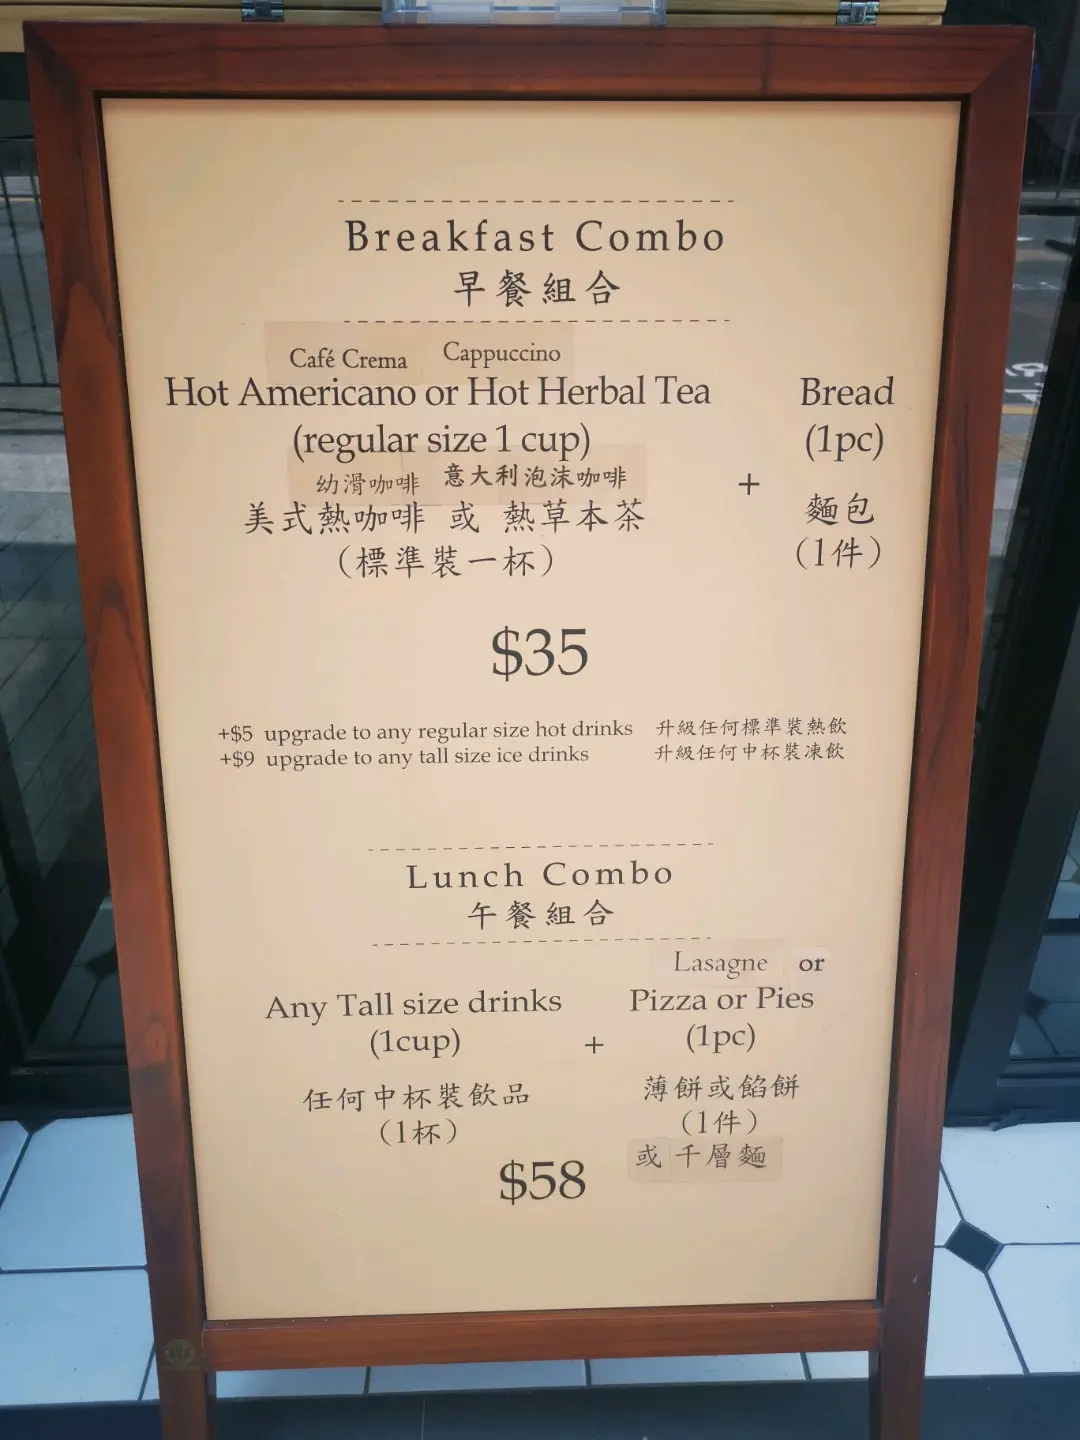 Breakfast Combo
早餐組合
Café Crema Cappuccino
Hot Americano or Hot Herbal Tea
(regular size 1 cup)
幼滑咖啡 意大利泡沫咖啡
美式熱咖啡 或 熱草本茶
(標準裝一杯)
+
Bread
(1pc)
麵包
(1件)
$35
+$5 upgrade to any regular size hot drinks 升級任何標準裝熱飲
+$9 upgrade to any tall size ice drinks 升級任何中杯裝凍飲
Lunch Combo
午餐組合
Any Tall size drinks
(1cup)
任何中杯裝飲品
(1杯)
+
Lasagne or
Pizza or Pies
(1pc)
薄餅或餡餅
(1件)
或 千層麵
$58